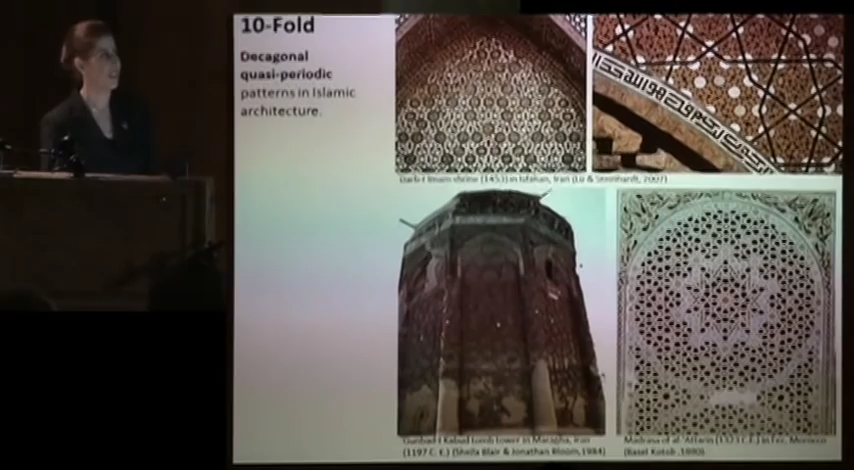 10-Fold
Decagonal
quasi-periodic
patterns in Islamic
architecture.
Darb-i Imam shrine (1453) in Isfahan, Iran (Lu & Steinhardt, 2007)
Gunbad-I Kabud tomb tower in Maragha, Iran
(1197 C. E.) (Sheila Blair & Jonathan Bloom, 1984)
Madrasa of al-'Attarin (1323 C.E.) in Fez, Morocco
(Basel Kotob, 1990)